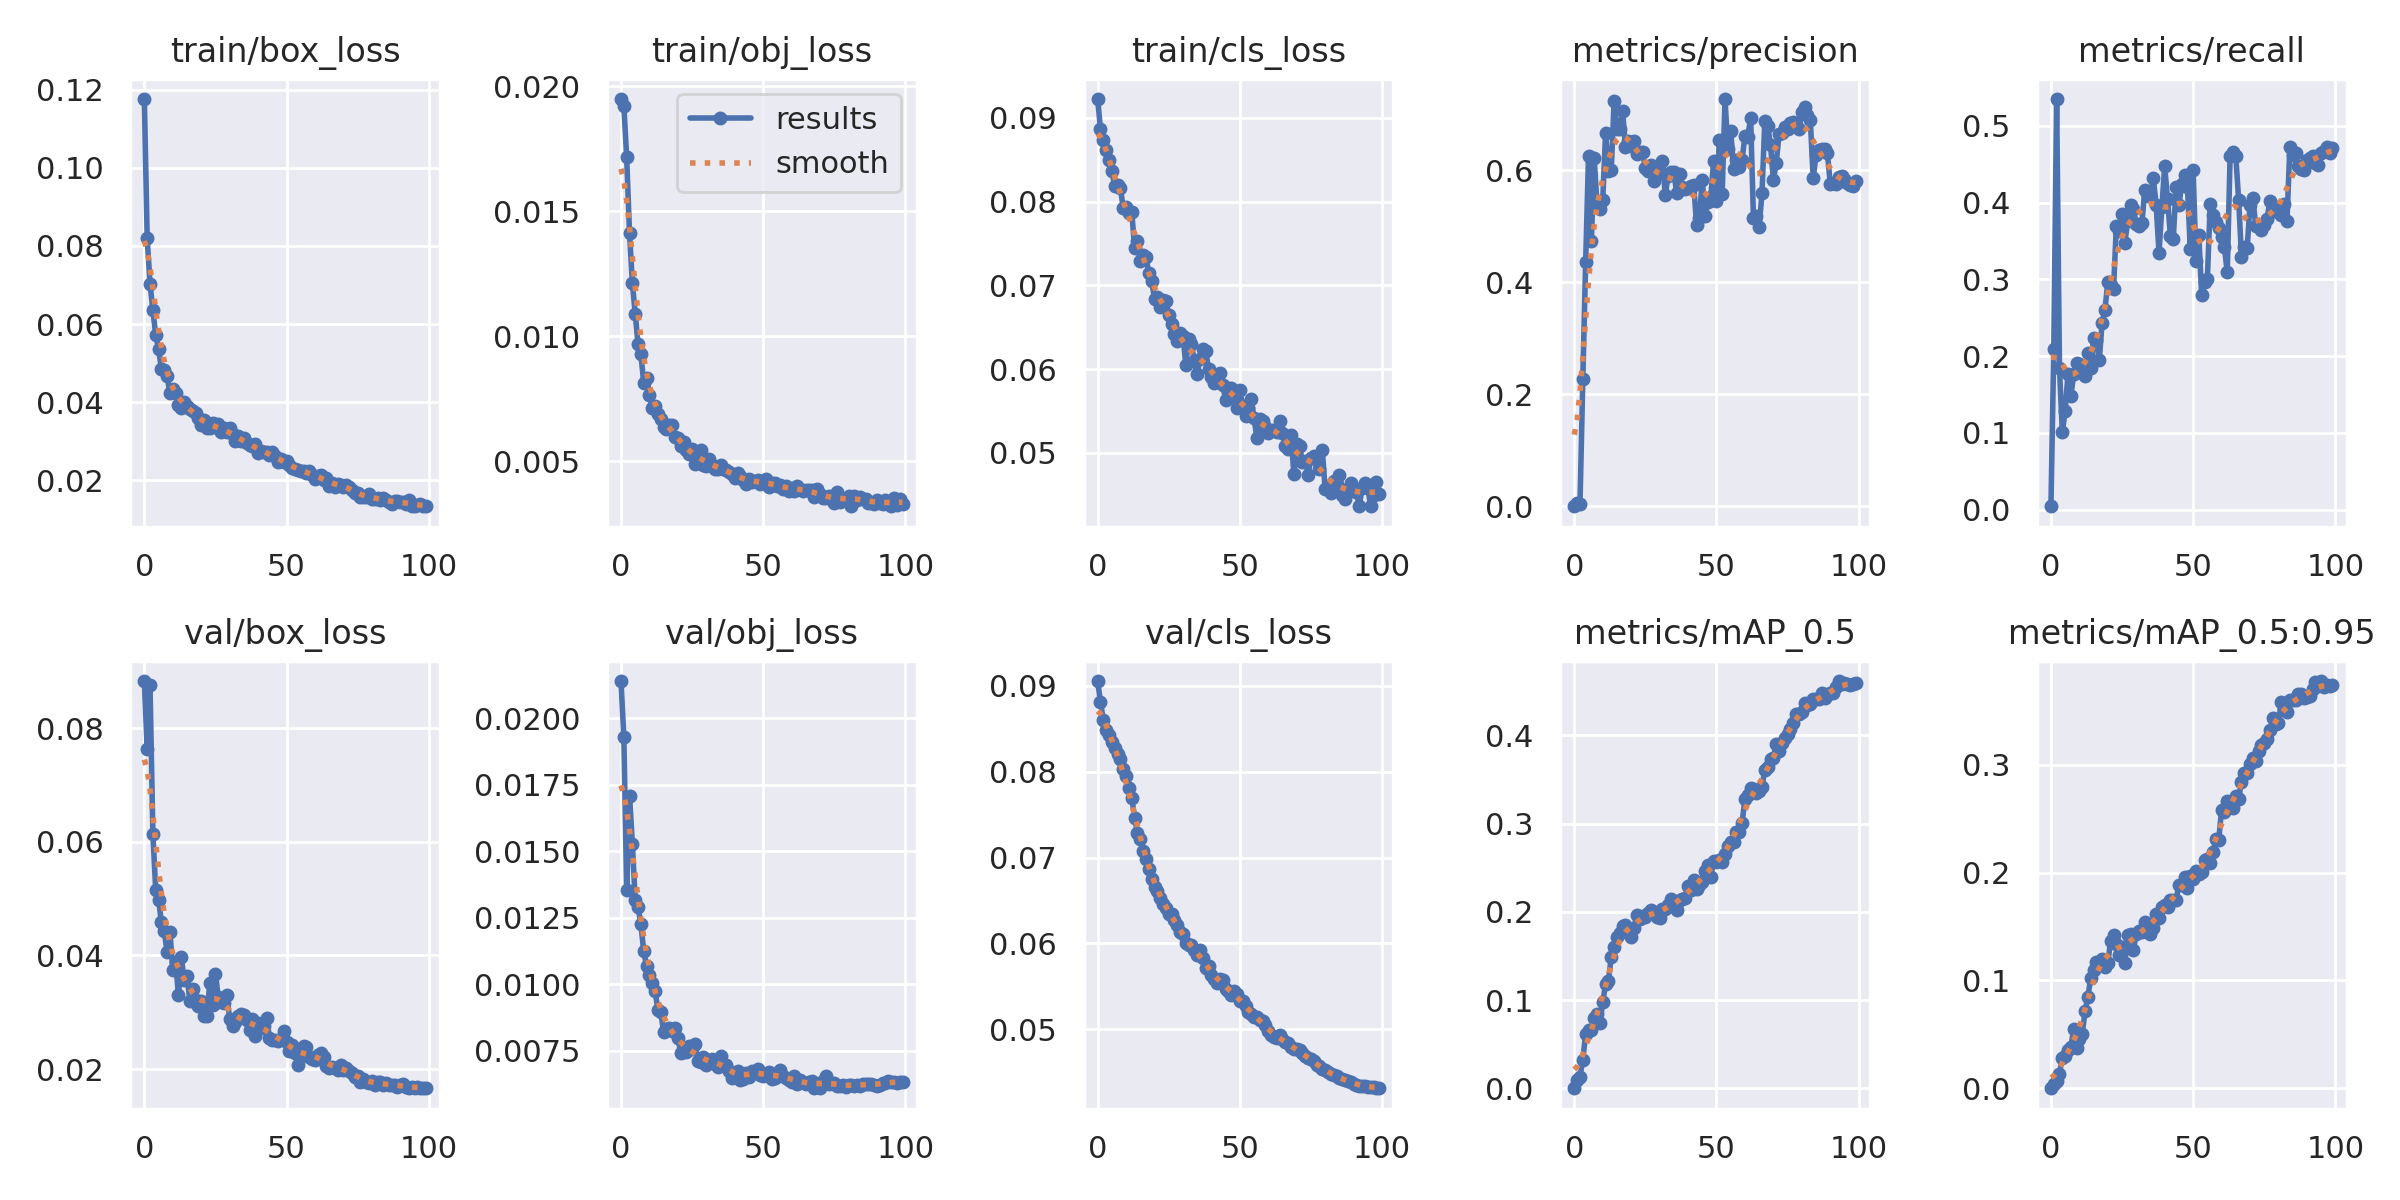 train/box_loss
0.12
0.10
0.08
0.06
0.04
0.02
0 50 100
train/obj_loss
results
smooth
0.020
0.015
0.010
0.005
0 50 100
train/cls_loss
0.09
0.08
0.07
0.06
0.05
0 50 100
metrics/precision
0.6
0.4
0.2
0.0
0 50 100
metrics/recall
0.5
0.4
0.3
0.2
0.1
0.0
0 50 100
val/box_loss
0.08
0.06
0.04
0.02
0 50 100
val/obj_loss
0.0200
0.0175
0.0150
0.0125
0.0100
0.0075
0 50 100
val/cls_loss
0.09
0.08
0.07
0.06
0.05
0 50 100
metrics/mAP_0.5
0.4
0.3
0.2
0.1
0.0
0 50 100
metrics/mAP_0.5:0.95
0.3
0.2
0.1
0.0
0 50 100